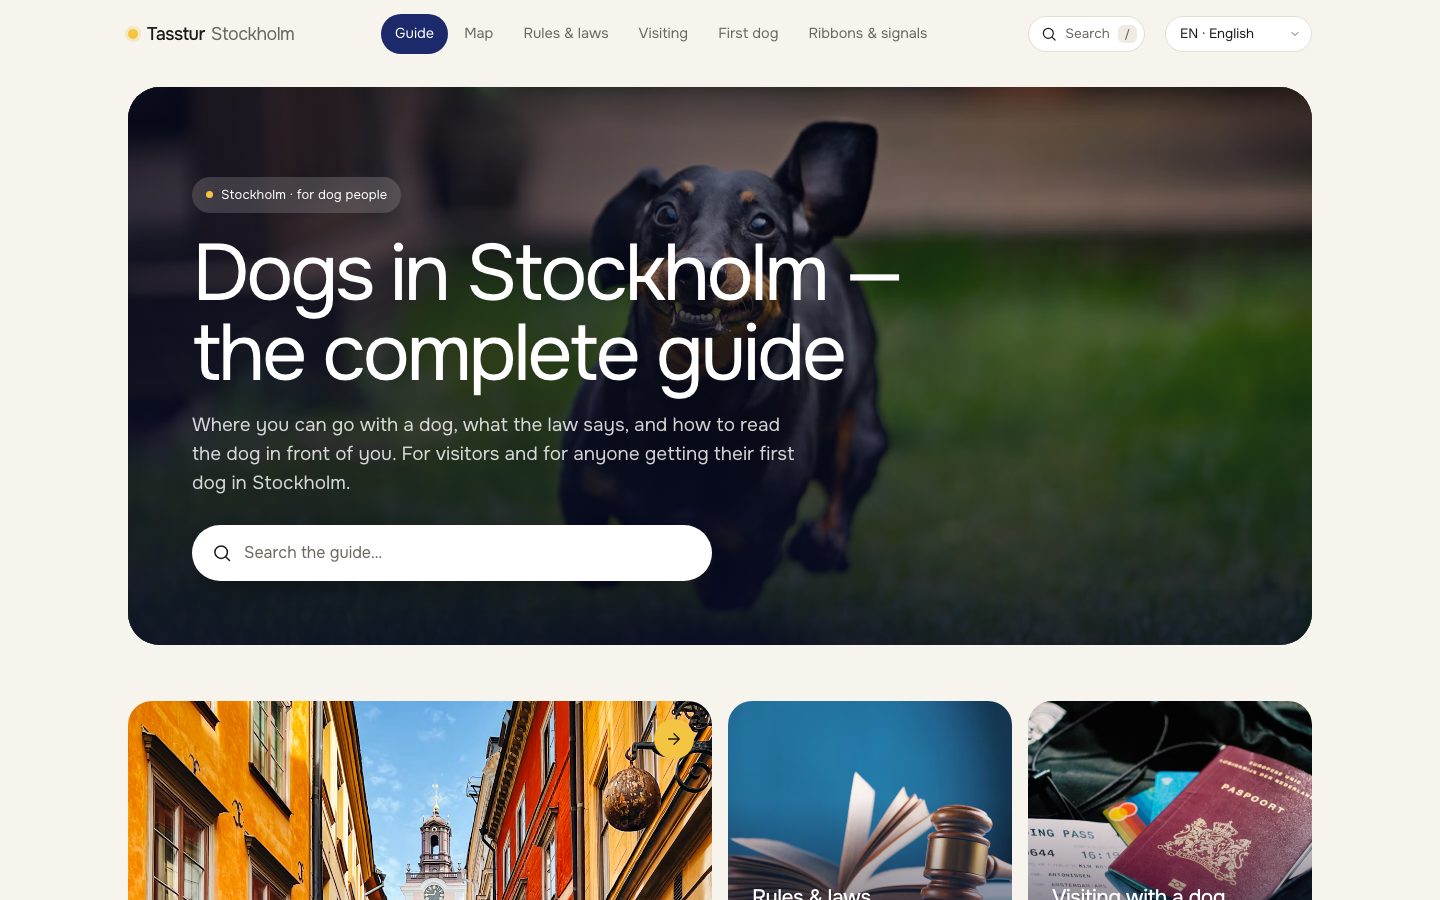 Tasstur Stockholm
Guide
Map
Rules & laws
Visiting
First dog
Ribbons & signals
Search /
EN · English
Stockholm · for dog people
Dogs in Stockholm —
the complete guide
Where you can go with a dog, what the law says, and how to read
the dog in front of you. For visitors and for anyone getting their first
dog in Stockholm.
Search the guide...
PASPOORT
Rules & laws
Visiting with a dog